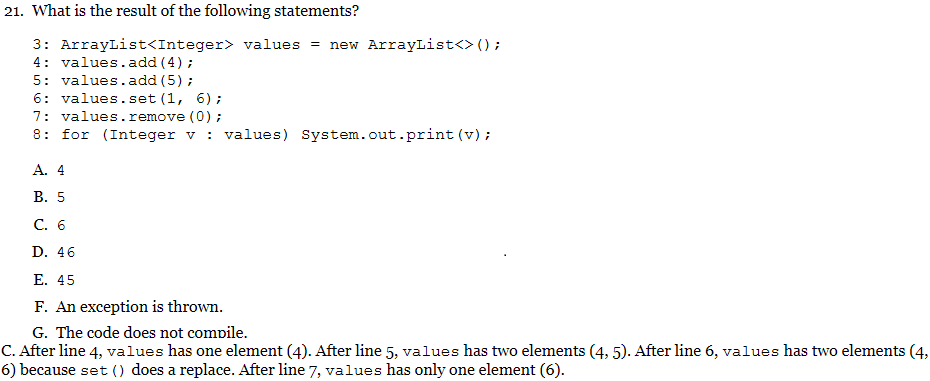 21. What is the result of the following statements?
3: ArrayList<Integer> values = new ArrayList<>();
4: values.add(4);
5: values.add(5);
6: values.set(1, 6);
7: values.remove(0);
8: for (Integer v : values) System.out.print(v);
A. 4
B. 5
C. 6
D. 46
E. 45
F. An exception is thrown.
G. The code does not compile.
C. After line 4, values has one element (4). After line 5, values has two elements (4, 5). After line 6, values has two elements (4,
6) because set() does a replace. After line 7, values has only one element (6).